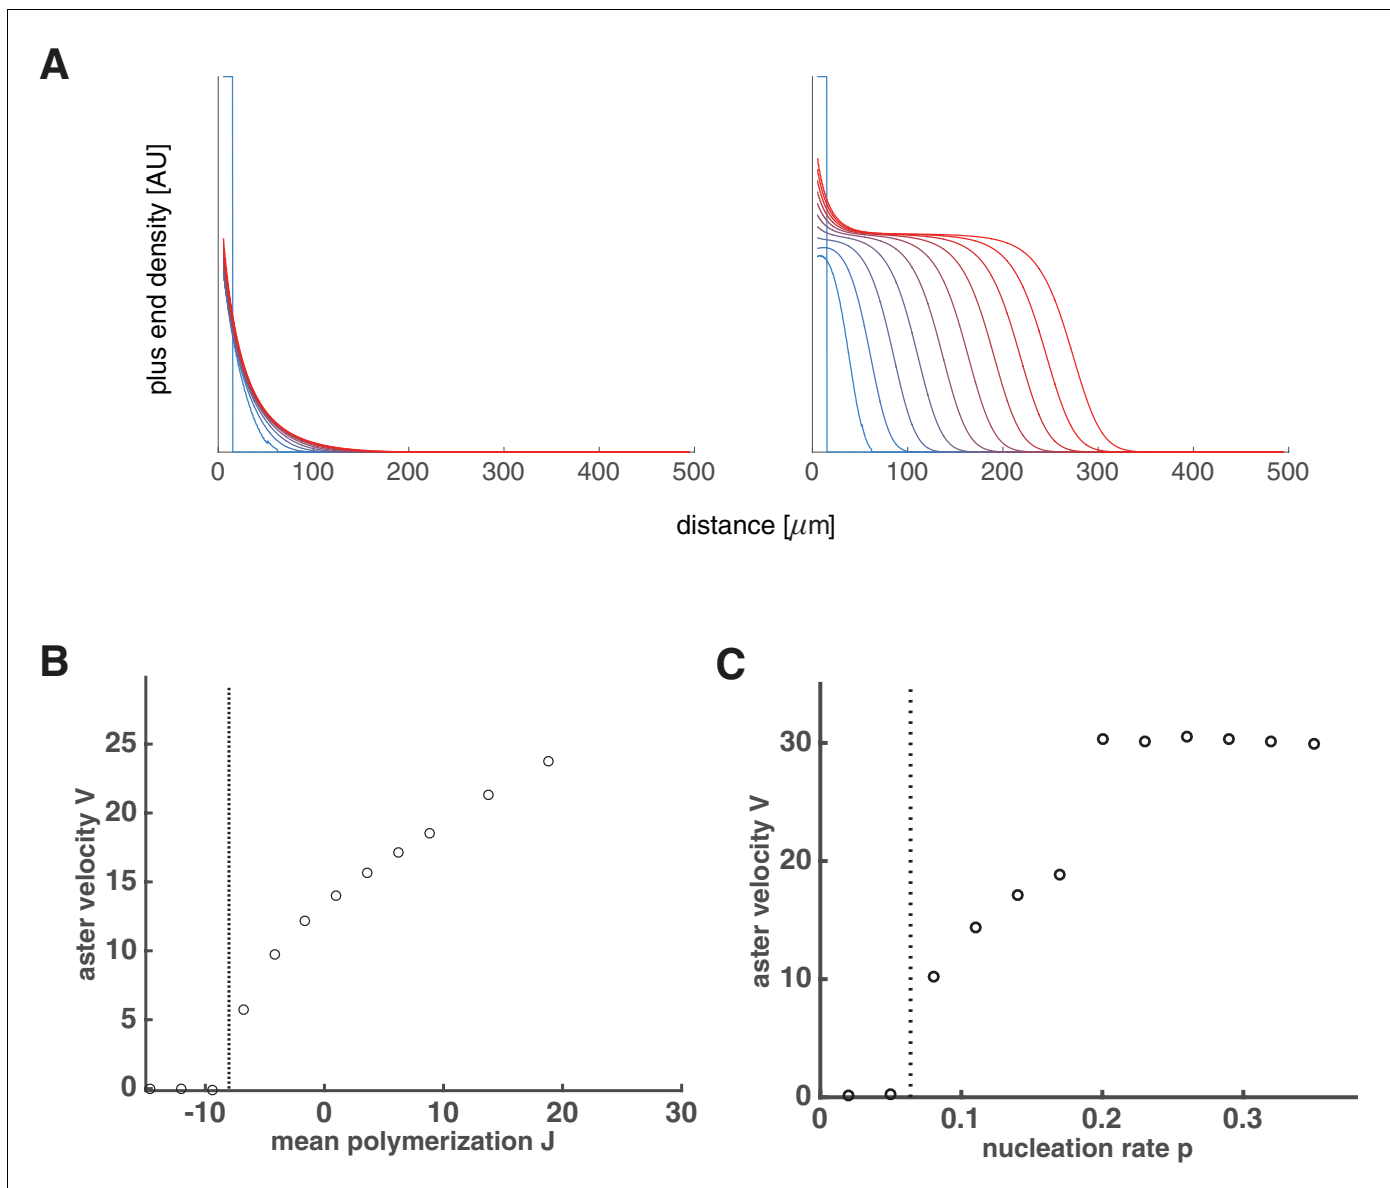 A
plus end density [AU]
0 100 200 300 400 500
0 100 200 300 400 500
distance [μm]
B
aster velocity V
25
20
15
10
5
0
-10 0 10 20 30
mean polymerization J
C
aster velocity V
30
20
10
0
0 0.1 0.2 0.3
nucleation rate p